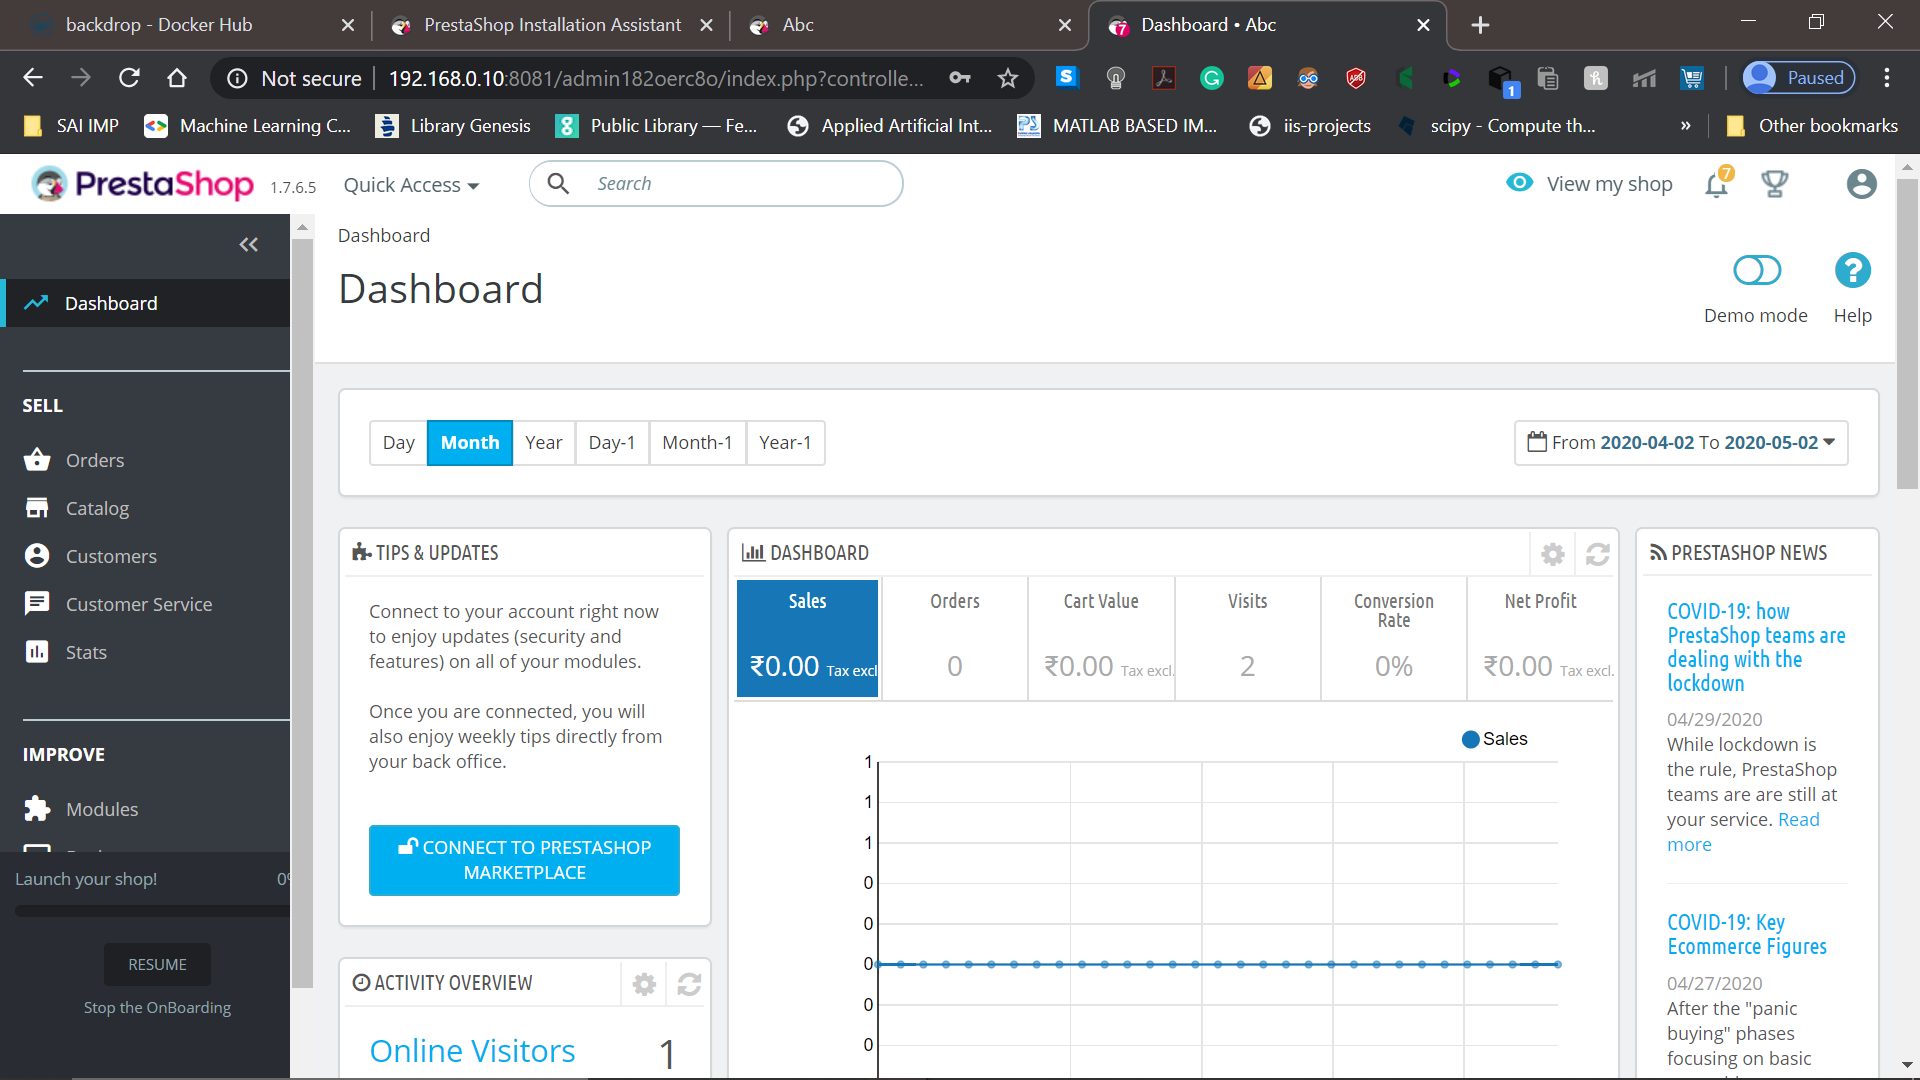 backdrop - Docker Hub
PrestaShop Installation Assistant
Abc
Dashboard • Abc
Not secure
192.168.0.10:8081/admin182oerc8o/index.php?controlle...
1
Paused
SAI IMP
Machine Learning C...
Library Genesis
Public Library — Fe...
Applied Artificial Int...
MATLAB BASED IM...
iis-projects
scipy - Compute th...
»
Other bookmarks
PrestaShop
1.7.6.5
Quick Access
Search
View my shop
7
Dashboard
Dashboard
Demo mode
Help
Dashboard
SELL
Orders
Catalog
Customers
Customer Service
Stats
IMPROVE
Modules
Launch your shop!
RESUME
Stop the OnBoarding
Day
Month
Year
Day-1
Month-1
Year-1
From 2020-04-02 To 2020-05-02
TIPS & UPDATES
Connect to your account right now
to enjoy updates (security and
features) on all of your modules.
Once you are connected, you will
also enjoy weekly tips directly from
your back office.
CONNECT TO PRESTASHOP
MARKETPLACE
ACTIVITY OVERVIEW
Online Visitors
1
DASHBOARD
Sales
₹0.00 Tax excl
Orders
0
Cart Value
₹0.00 Tax excl.
Visits
2
Conversion
Rate
0%
Net Profit
₹0.00 Tax excl.
Sales
1
1
1
0
0
0
0
0
PRESTASHOP NEWS
COVID-19: how
PrestaShop teams are
dealing with the
lockdown
04/29/2020
While lockdown is
the rule, PrestaShop
teams are are still at
your service. Read
more
COVID-19: Key
Ecommerce Figures
04/27/2020
After the "panic
buying" phases
focusing on basic